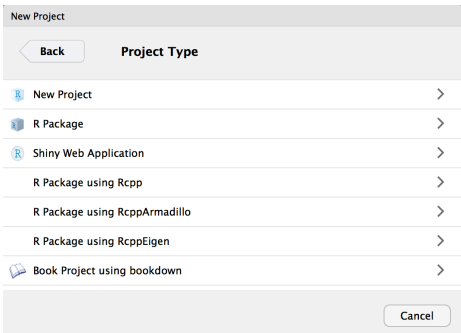 New Project
Back
Project Type
R New Project
R Package
R Shiny Web Application
R Package using Rcpp
R Package using RcppArmadillo
R Package using RcppEigen
Book Project using bookdown
Cancel